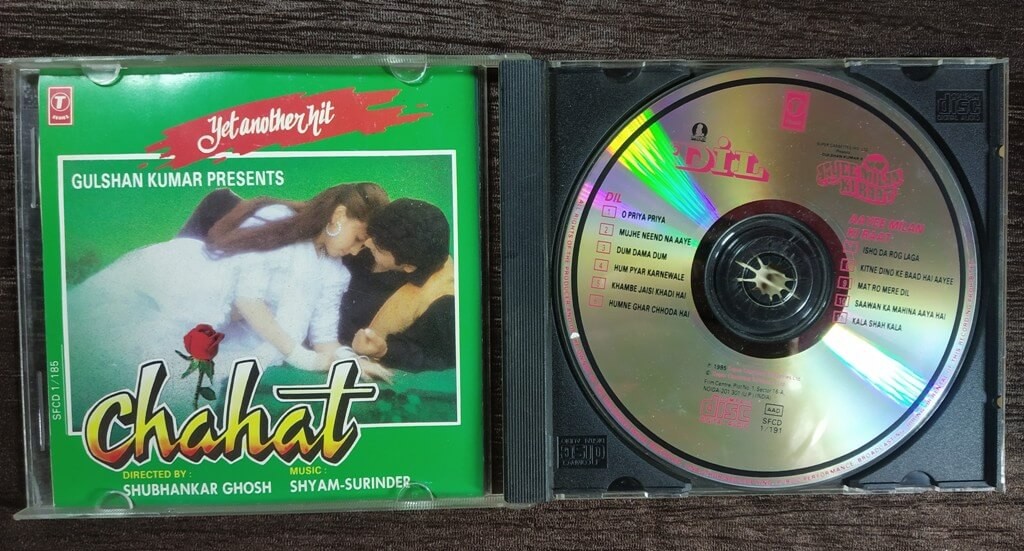 T
SERIES
Yet another hit
GULSHAN KUMAR PRESENTS
SFCD 1/185
Chahat
DIRECTED BY :
SHUBHANKAR GHOSH
MUSIC :
SHYAM-SURINDER
DIL
DIL
1 O PRIYA PRIYA
2 MUJHE NEEND NA AAYE
3 DUM DAMA DUM
4 HUM PYAR KARNEWALE
5 KHAMBE JAISI KHADI HAI
6 HUMNE GHAR CHHODA HAI
ISHQ DA ROG LAGA
KITNE DINO KE BAAD HAI AAYEE
MAT RO MERE DIL
SAAWAN KA MAHINA AAYA HAI
KALA SHAH KALA
disc
AAD
SFCD
1/191
disc